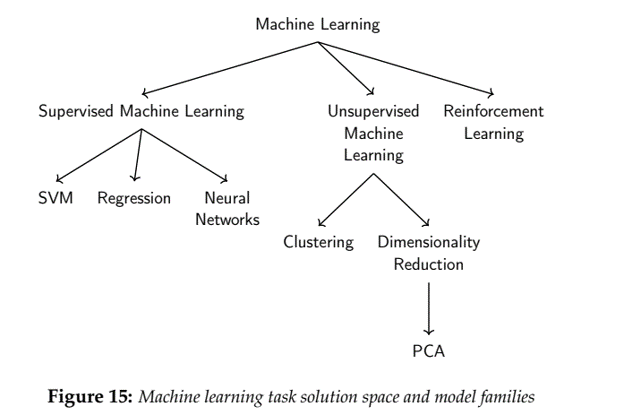 Machine Learning
Supervised Machine Learning
Unsupervised
Machine
Learning
Reinforcement
Learning
SVM
Regression
Neural
Networks
Clustering
Dimensionality
Reduction
PCA
Figure 15: Machine learning task solution space and model families